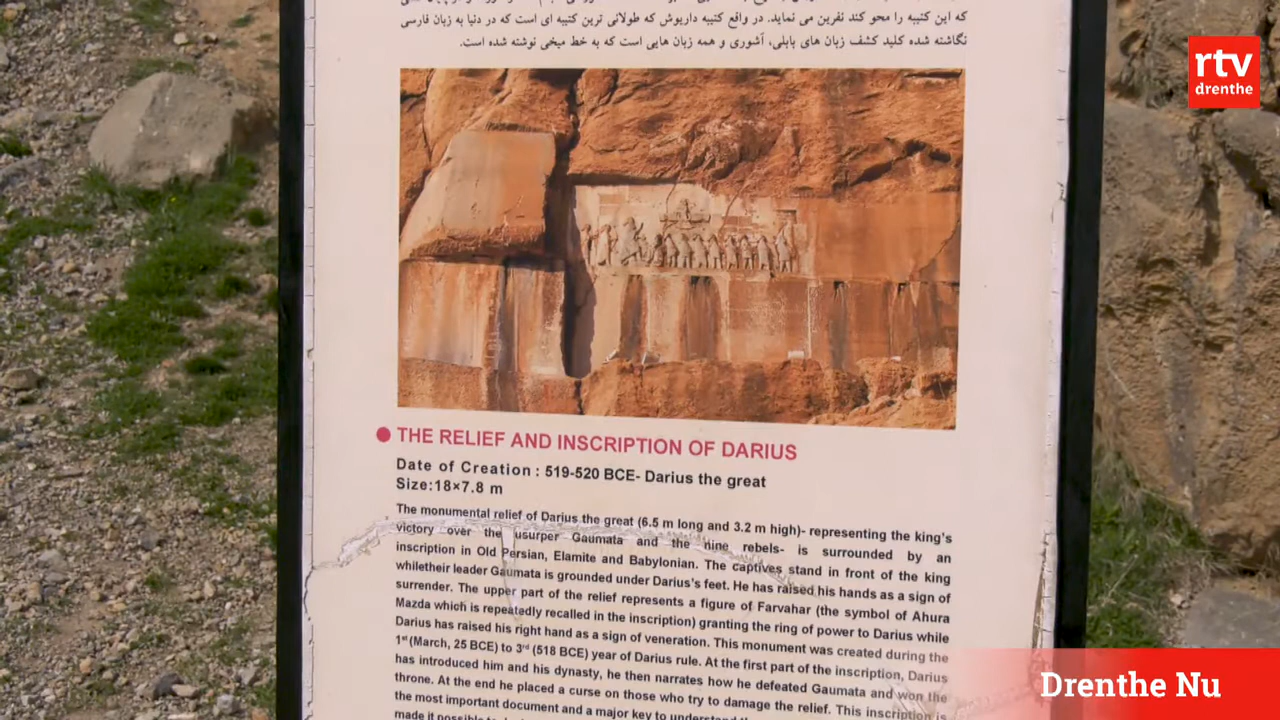 که این کتیبه را محو کند نفرین می نماید. در واقع کتیبه داریوش که طولانی ترین کتیبه ای است که در دنیا به زبان فارسی
نگاشته شده کلید کشف زبان های بابلی، آشوری و همه زبان هایی است که به خط میخی نوشته شده است.
rtv
drenthe
THE RELIEF AND INSCRIPTION OF DARIUS
Date of Creation : 519-520 BCE- Darius the great
Size:18×7.8 m
The monumental relief of Darius the great (6.5 m long and 3.2 m high)- representing the king's
victory over the usurper Gaumata and the nine rebels- is surrounded by an
inscription in Old Persian, Elamite and Babylonian. The captives stand in front of the king
whiletheir leader Gaumata is grounded under Darius's feet. He has raised his hands as a sign of
surrender. The upper part of the relief represents a figure of Farvahar (the symbol of Ahura
Mazda which is repeatedly recalled in the inscription) granting the ring of power to Darius while
Darius has raised his right hand as a sign of veneration. This monument was created during the
1st (March, 25 BCE) to 3rd (518 BCE) year of Darius rule. At the first part of the inscription, Darius
has introduced him and his dynasty, he then narrates how he defeated Gaumata and won the
throne. At the end he placed a curse on those who try to damage the relief. This inscription is
the most important document and a major key to understand
made it possible to
Drenthe Nu